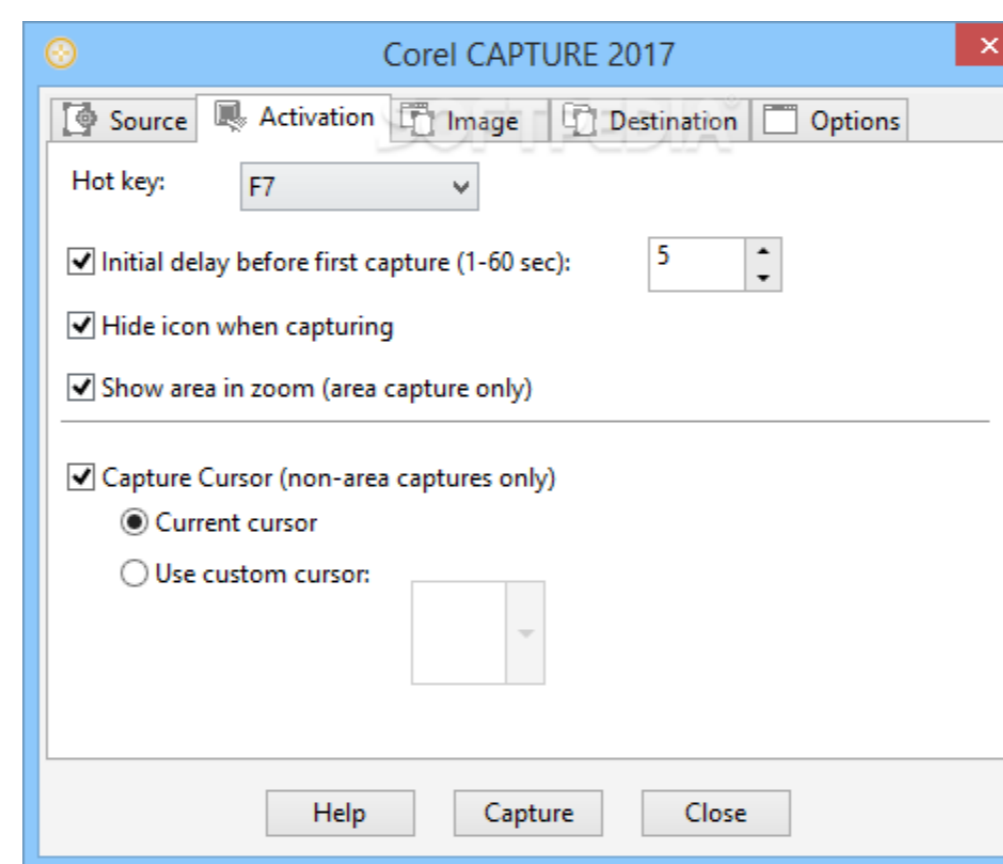 Corel CAPTURE 2017
Source Activation Image Destination Options
SOFTPEDIA®
Hot key: F7
Initial delay before first capture (1-60 sec): 5
Hide icon when capturing
Show area in zoom (area capture only)
Capture Cursor (non-area captures only)
Current cursor
Use custom cursor:
Help Capture Close